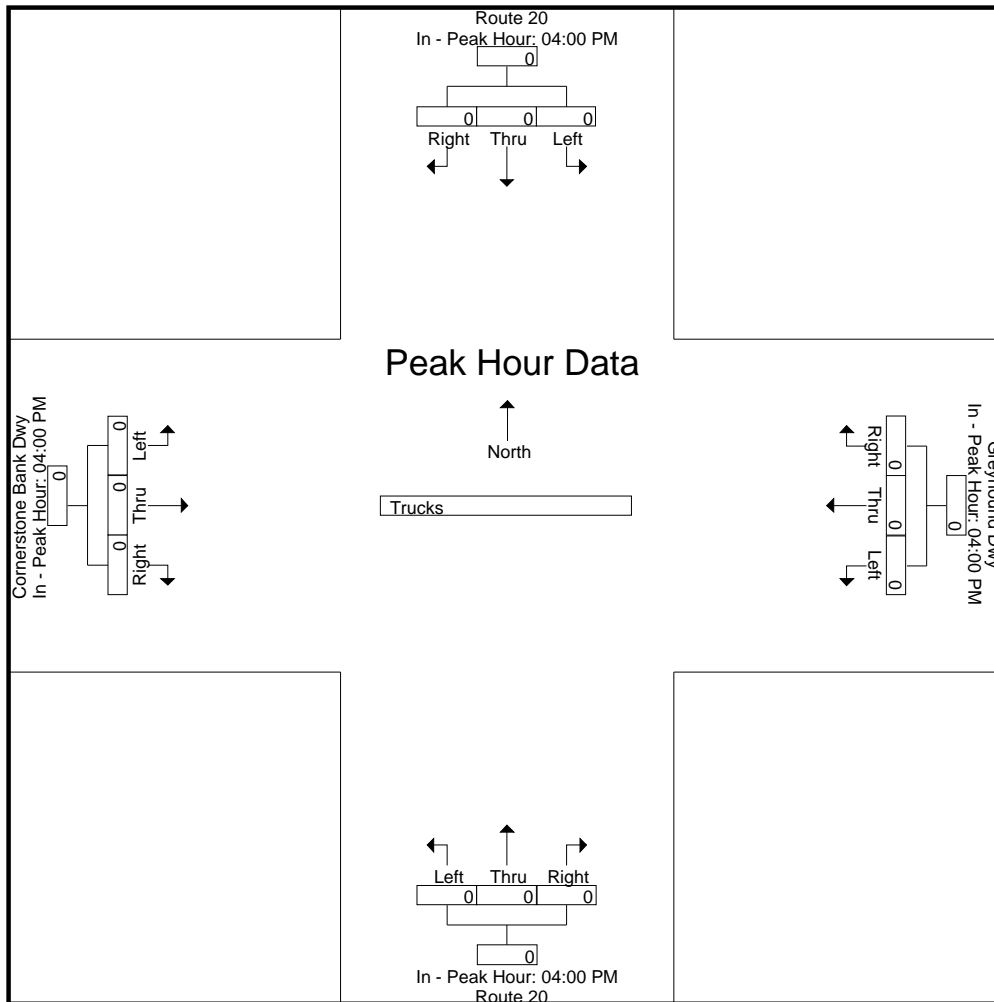 Route 20
In - Peak Hour: 04:00 PM
0
0 0 0
Right Thru Left
Peak Hour Data
North
Trucks
Cornerstone Bank Dwy
In - Peak Hour: 04:00 PM
0
0 0 0
Left Thru Right
Greyhound Dwy
In - Peak Hour: 04:00 PM
0
0 0 0
Right Thru Left
Left Thru Right
0 0 0
0
In - Peak Hour: 04:00 PM
Route 20